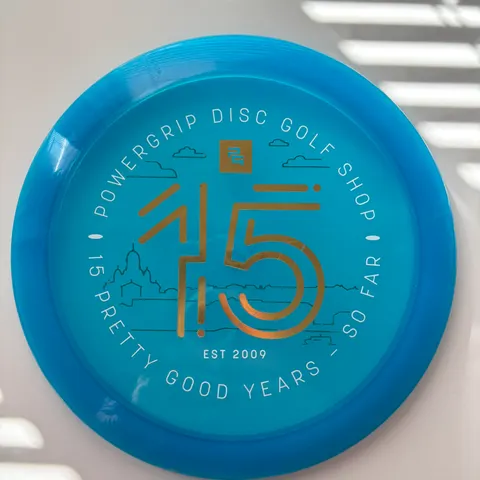 POWERGRIP DISC GOLF SHOP
15
EST 2009
15 PRETTY GOOD YEARS – SO FAR